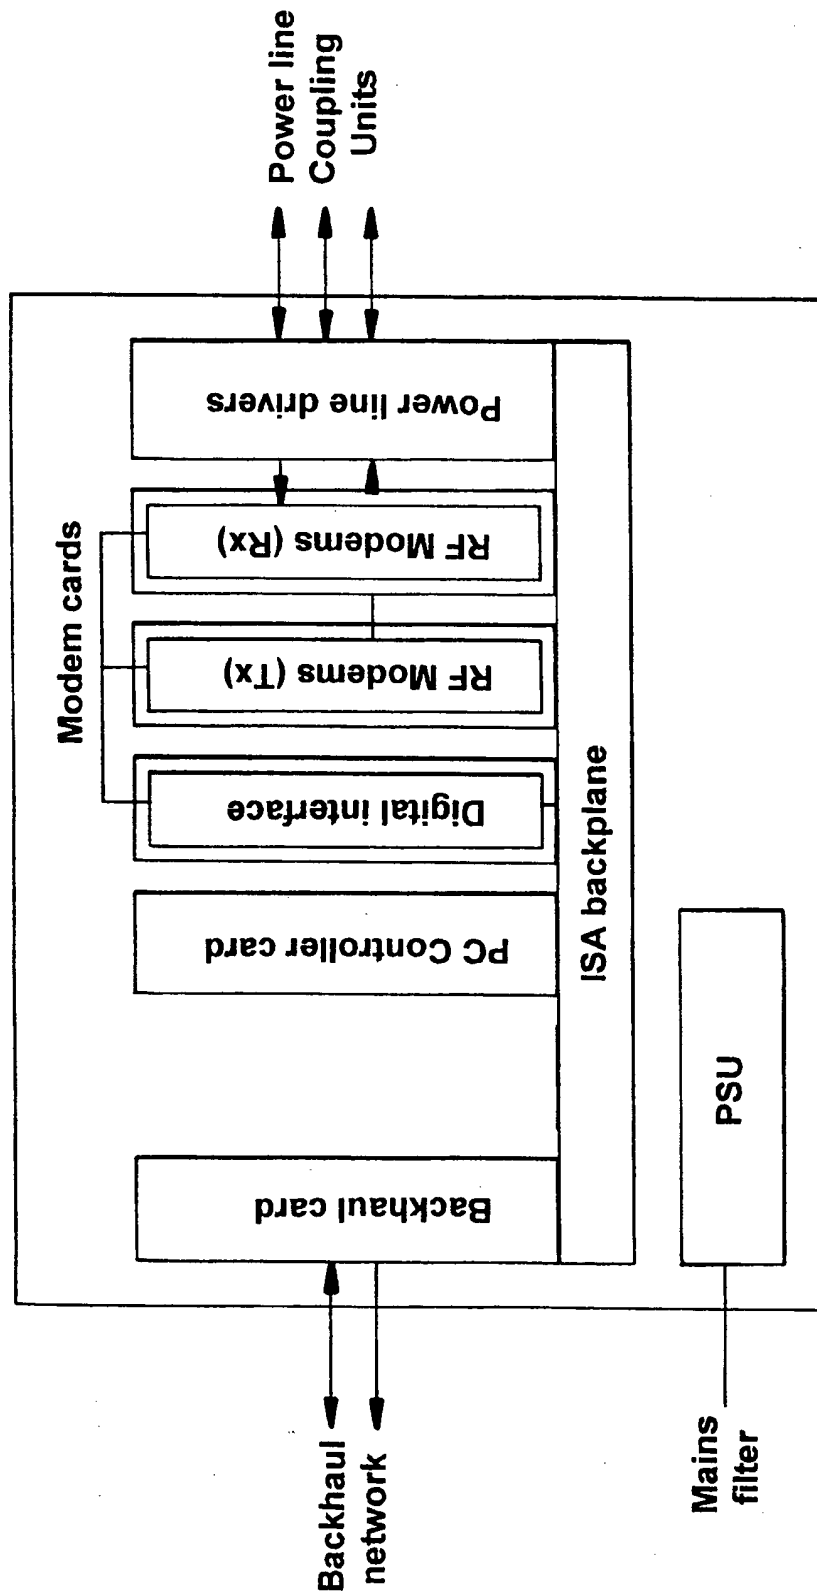 Modem cards
Backhaul
network
Backhaul card
PC Controller card
Digital interface
RF Modems (Tx)
RF Modems (Rx)
Power line drivers
Power line
Coupling
Units
ISA backplane
Mains
filter
PSU